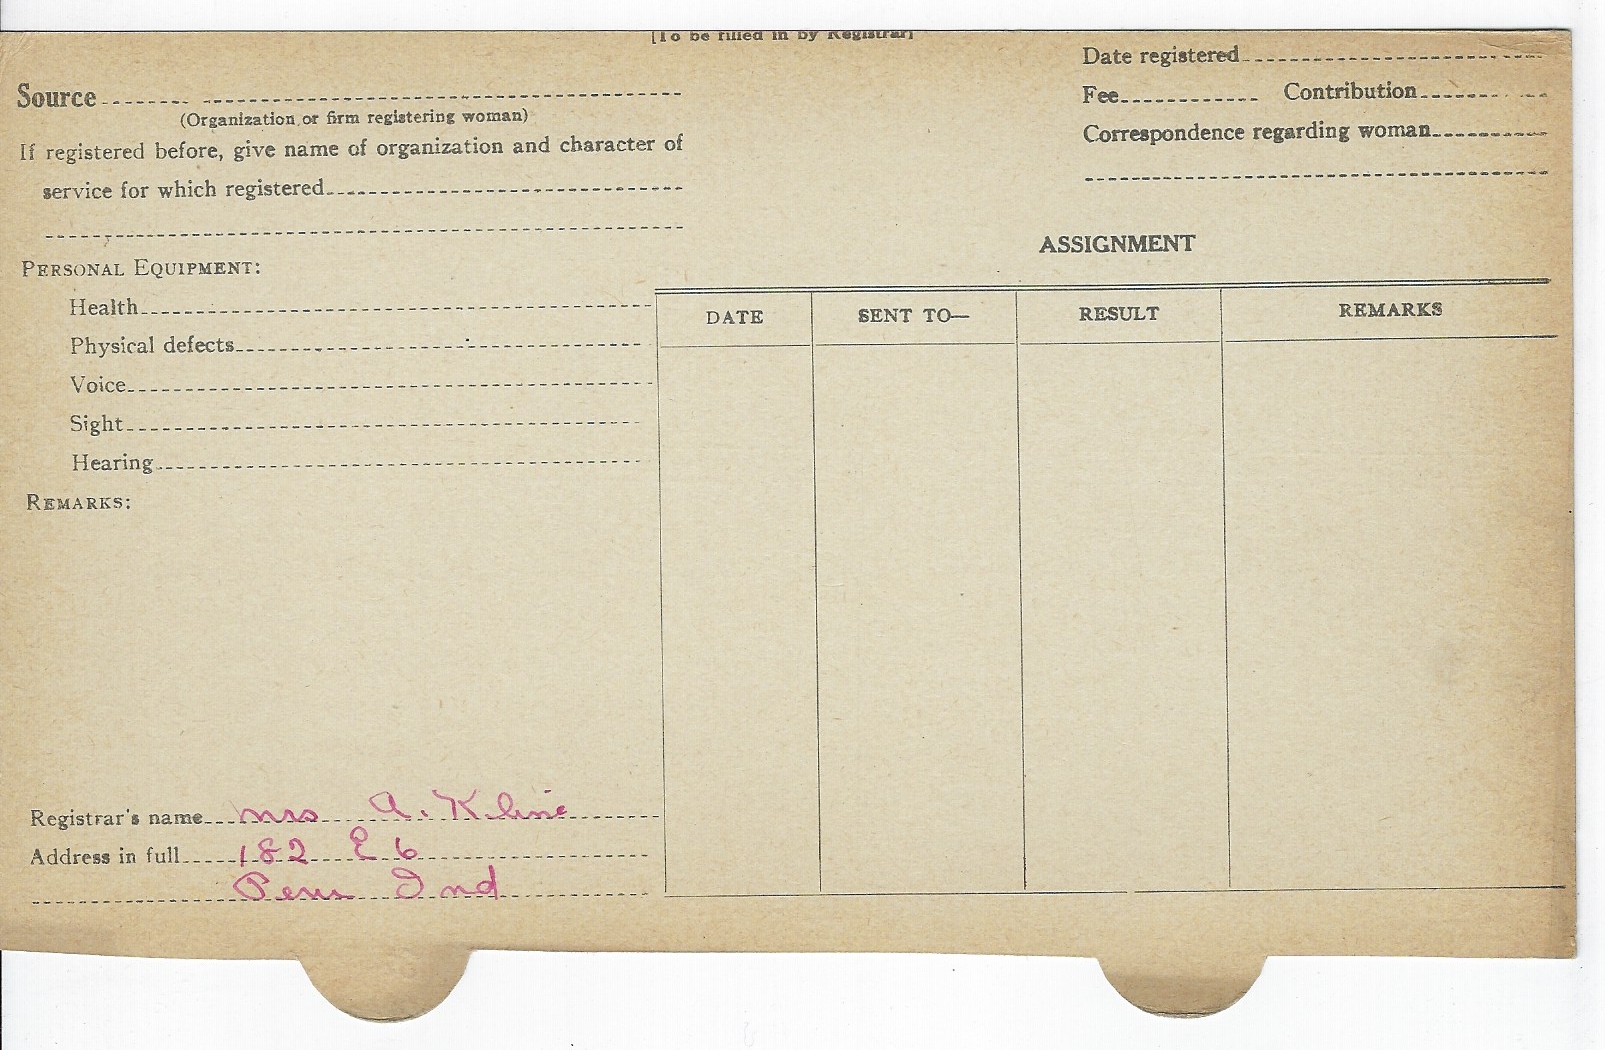 [To be filled in by Registrar]
Date registered
Source
Fee Contribution
(Organization or firm registering woman)
Correspondence regarding woman
If registered before, give name of organization and character of
service for which registered
ASSIGNMENT
PERSONAL EQUIPMENT:
Health
DATE SENT TO— RESULT REMARKS
Physical defects
Voice
Sight
Hearing
REMARKS:
Registrar's name Mrs A. Kline
Address in full 182 E 6
Peru Ind